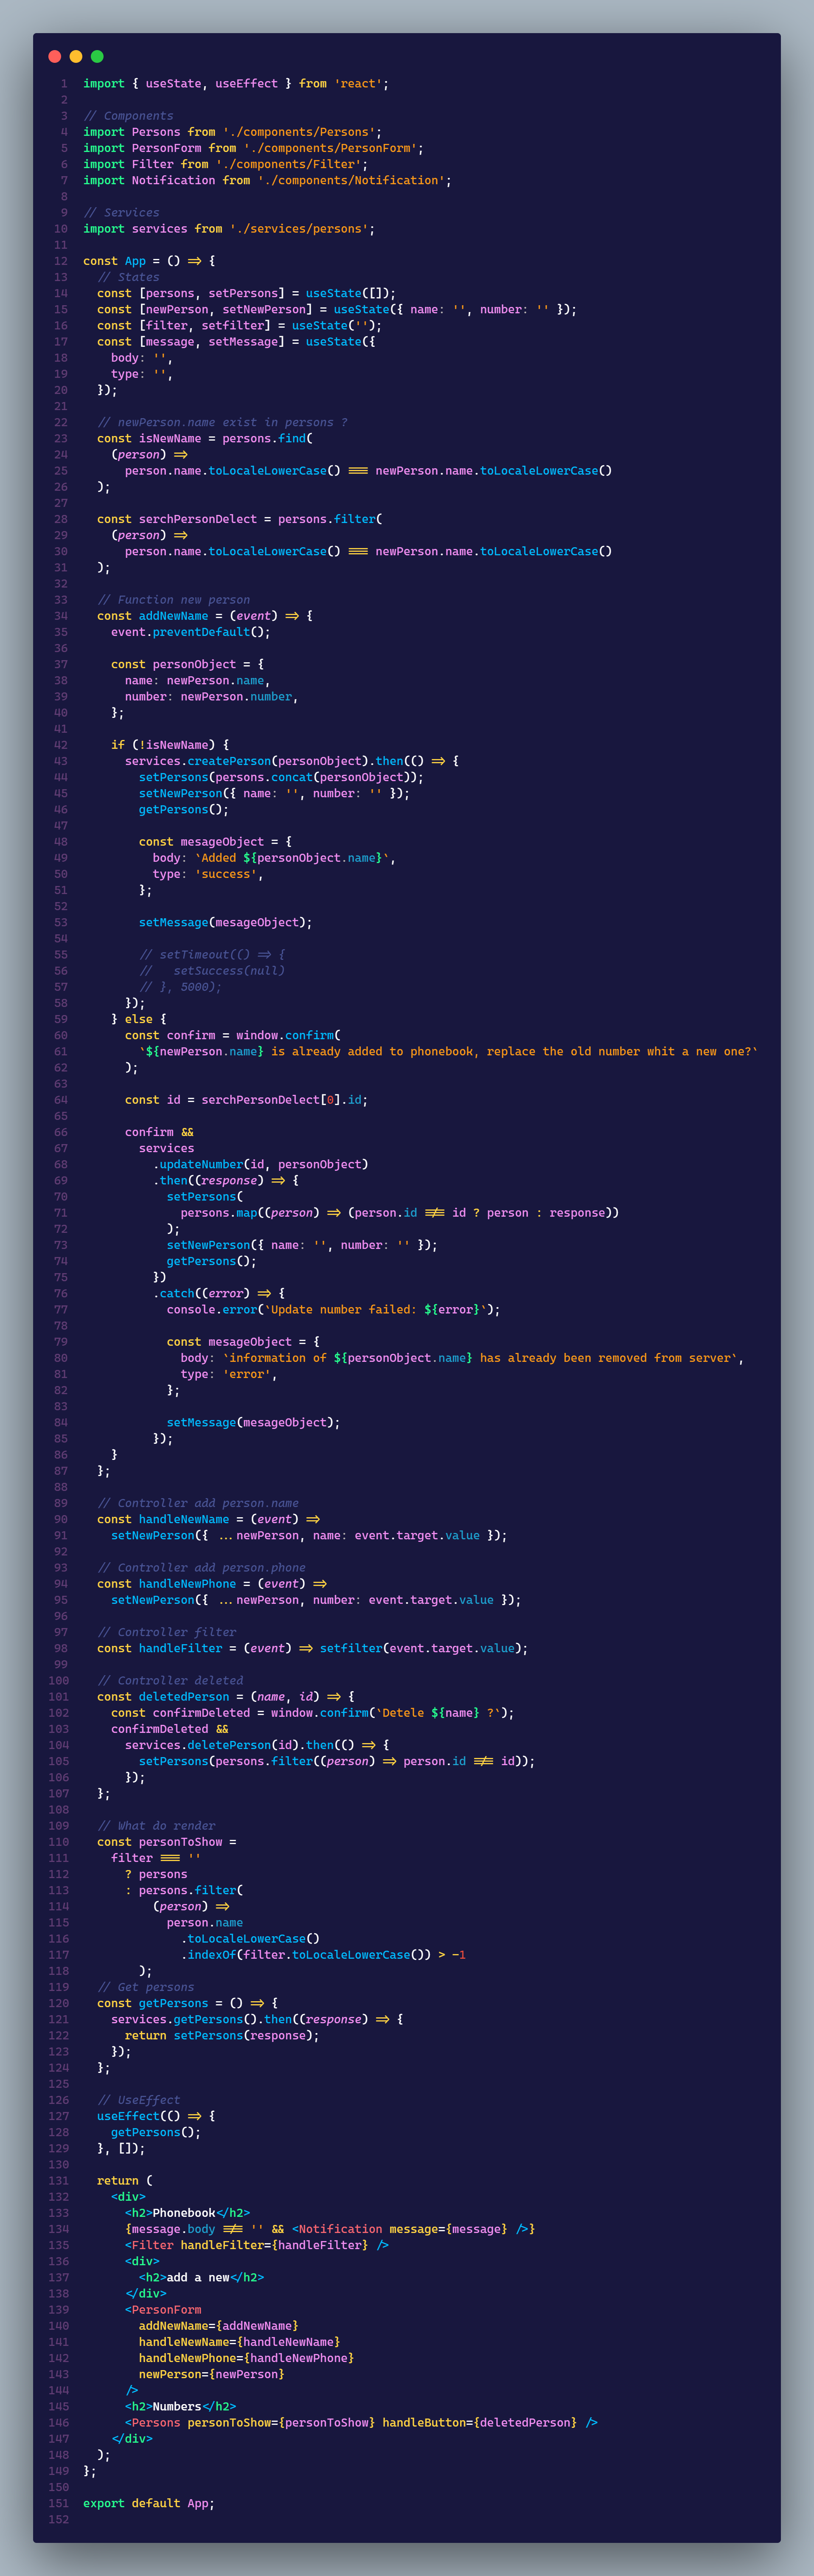 1 import { useState, useEffect } from 'react';
2
3 // Components
4 import Persons from './components/Persons';
5 import PersonForm from './components/PersonForm';
6 import Filter from './components/Filter';
7 import Notification from './components/Notification';
8
9 // Services
10 import services from './services/persons';
11
12 const App = () => {
13   // States
14   const [persons, setPersons] = useState([]);
15   const [newPerson, setNewPerson] = useState({ name: '', number: '' });
16   const [filter, setfilter] = useState('');
17   const [message, setMessage] = useState({
18     body: '',
19     type: '',
20   });
21
22   // newPerson.name exist in persons ?
23   const isNewName = persons.find(
24     (person) =>
25       person.name.toLocaleLowerCase() === newPerson.name.toLocaleLowerCase()
26   );
27
28   const serchPersonDelect = persons.filter(
29     (person) =>
30       person.name.toLocaleLowerCase() === newPerson.name.toLocaleLowerCase()
31   );
32
33   // Function new person
34   const addNewName = (event) => {
35     event.preventDefault();
36
37     const personObject = {
38       name: newPerson.name,
39       number: newPerson.number,
40     };
41
42     if (!isNewName) {
43       services.createPerson(personObject).then(() => {
44         setPersons(persons.concat(personObject));
45         setNewPerson({ name: '', number: '' });
46         getPersons();
47
48         const mesageObject = {
49           body: `Added ${personObject.name}`,
50           type: 'success',
51         };
52
53         setMessage(mesageObject);
54
55         // setTimeout(() => {
56         //   setSuccess(null)
57         // }, 5000);
58       });
59     } else {
60       const confirm = window.confirm(
61         `${newPerson.name} is already added to phonebook, replace the old number whit a new one?`
62       );
63
64       const id = serchPersonDelect[0].id;
65
66       confirm &&
67         services
68           .updateNumber(id, personObject)
69           .then((response) => {
70             setPersons(
71               persons.map((person) => (person.id !== id ? person : response))
72             );
73             setNewPerson({ name: '', number: '' });
74             getPersons();
75           })
76           .catch((error) => {
77             console.error(`Update number failed: ${error}`);
78
79             const mesageObject = {
80               body: `information of ${personObject.name} has already been removed from server`,
81               type: 'error',
82             };
83
84             setMessage(mesageObject);
85           });
86     }
87   };
88
89   // Controller add person.name
90   const handleNewName = (event) =>
91     setNewPerson({ ...newPerson, name: event.target.value });
92
93   // Controller add person.phone
94   const handleNewPhone = (event) =>
95     setNewPerson({ ...newPerson, number: event.target.value });
96
97   // Controller filter
98   const handleFilter = (event) => setfilter(event.target.value);
99
100   // Controller deleted
101   const deletedPerson = (name, id) => {
102     const confirmDeleted = window.confirm(`Detele ${name} ?`);
103     confirmDeleted &&
104       services.deletePerson(id).then(() => {
105         setPersons(persons.filter((person) => person.id !== id));
106       });
107   };
108
109   // What do render
110   const personToShow =
111     filter === ''
112       ? persons
113       : persons.filter(
114           (person) =>
115             person.name
116               .toLocaleLowerCase()
117               .indexOf(filter.toLocaleLowerCase()) > -1
118         );
119   // Get persons
120   const getPersons = () => {
121     services.getPersons().then((response) => {
122       return setPersons(response);
123     });
124   };
125
126   // UseEffect
127   useEffect(() => {
128     getPersons();
129   }, []);
130
131   return (
132     <div>
133       <h2>Phonebook</h2>
134       {message.body !== '' && <Notification message={message} />}
135       <Filter handleFilter={handleFilter} />
136       <div>
137         <h2>add a new</h2>
138       </div>
139       <PersonForm
140         addNewName={addNewName}
141         handleNewName={handleNewName}
142         handleNewPhone={handleNewPhone}
143         newPerson={newPerson}
144       />
145       <h2>Numbers</h2>
146       <Persons personToShow={personToShow} handleButton={deletedPerson} />
147     </div>
148   );
149 };
150
151 export default App;
152